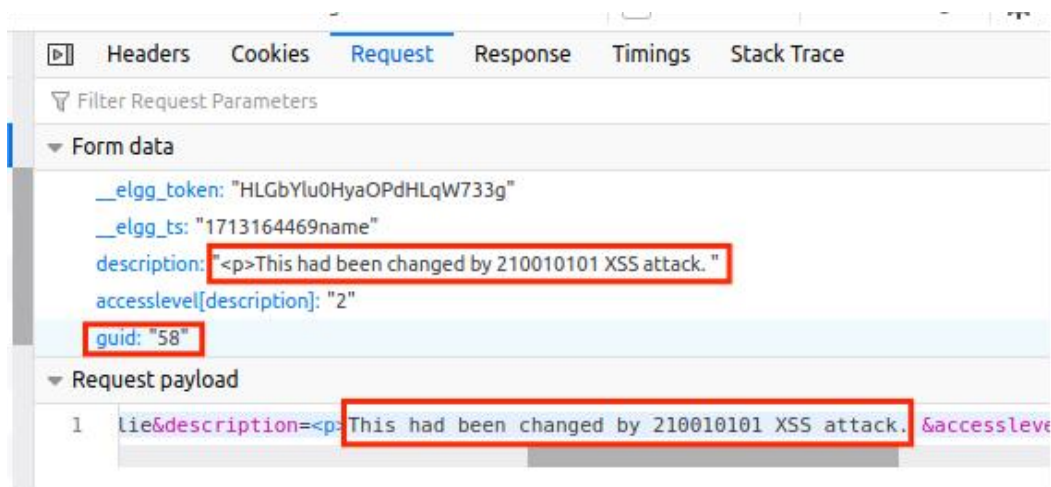 Headers Cookies Request Response Timings Stack Trace
Filter Request Parameters
Form data
__elgg_token: "HLGbYlu0HyaOPdHLqW733g"
__elgg_ts: "1713164469name"
description: "<p>This had been changed by 210010101 XSS attack. "
accesslevel[description]: "2"
guid: "58"
Request payload
1 lie&description=<p>This had been changed by 210010101 XSS attack. &accessleve